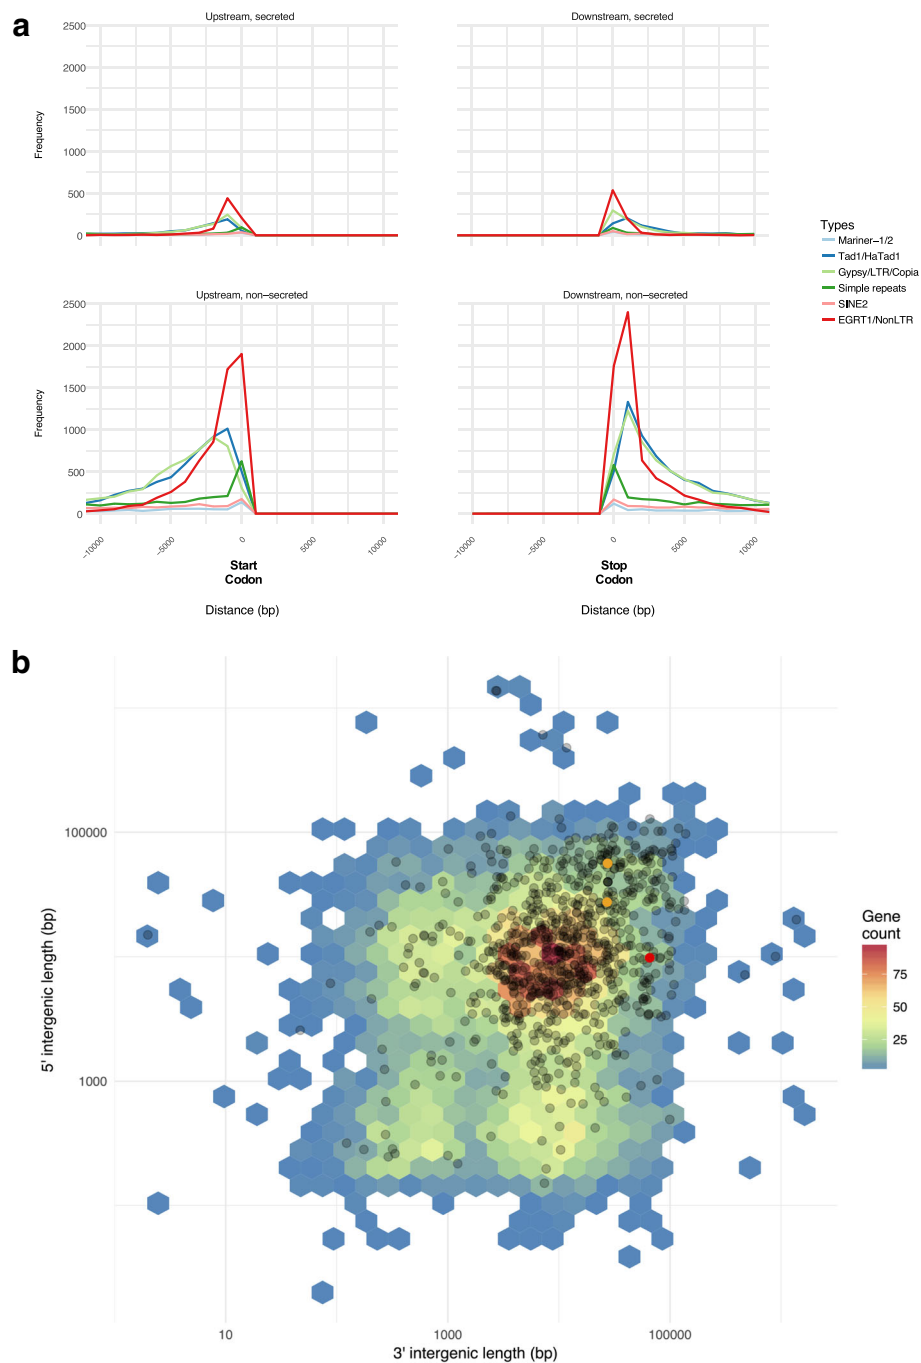 a
Upstream, secreted
Downstream, secreted
2500
2000
1500
1000
500
0
Frequency
Types
Mariner−1/2
Tad1/HaTad1
Gypsy/LTR/Copia
Simple repeats
SINE2
EGRT1/NonLTR
Upstream, non−secreted
Downstream, non−secreted
2500
2000
1500
1000
500
0
Frequency
−10000
−5000
0
5000
10000
−10000
−5000
0
5000
10000
Start
Codon
Stop
Codon
Distance (bp)
Distance (bp)
b
100000
1000
5' intergenic length (bp)
Gene
count
75
50
25
10
1000
100000
3' intergenic length (bp)